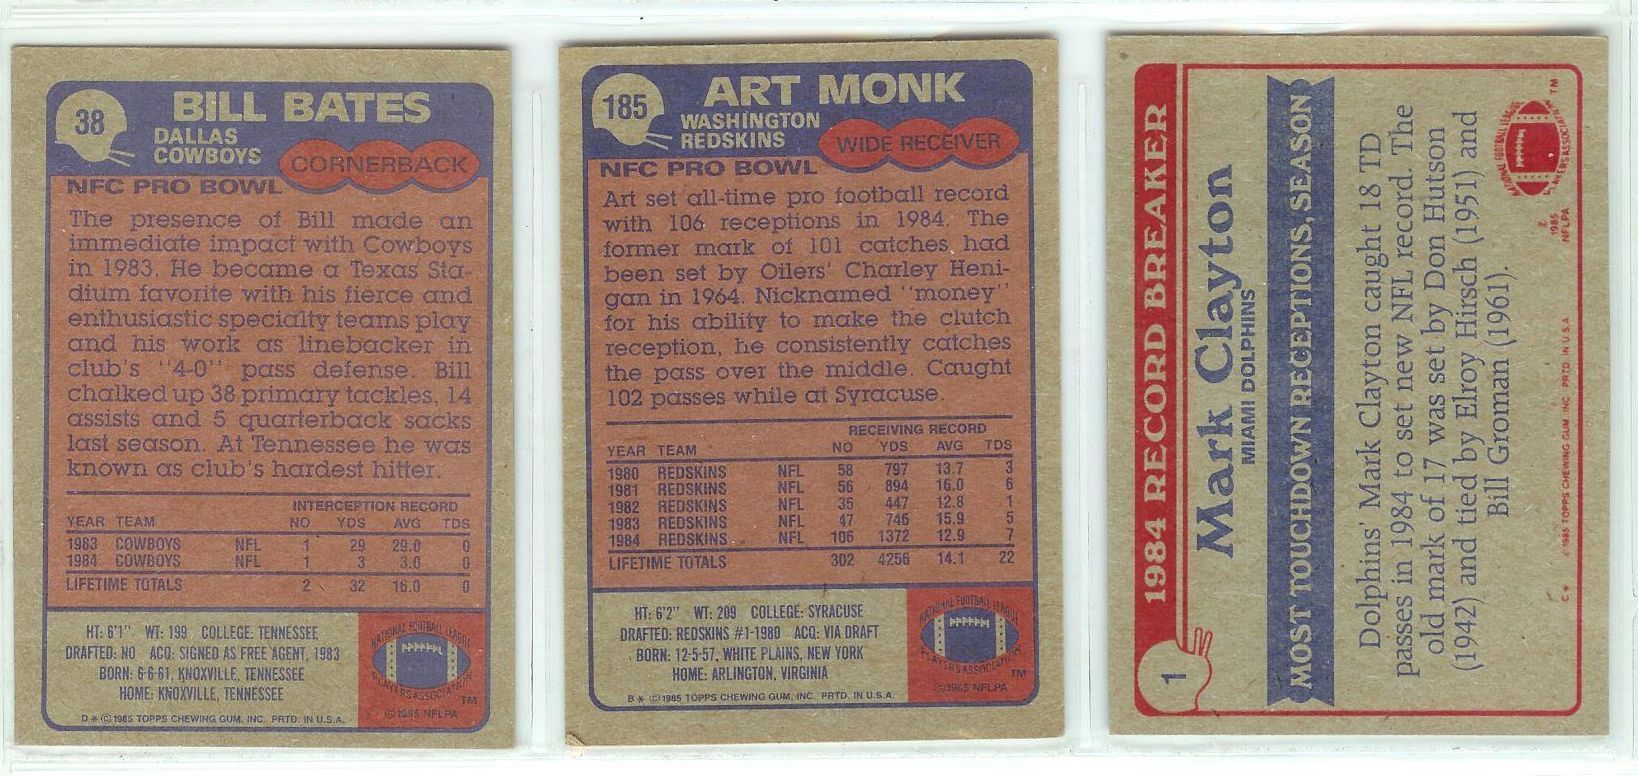 38
BILL BATES
DALLAS
COWBOYS
CORNERBACK
NFC PRO BOWL
The presence of Bill made an
immediate impact with Cowboys
in 1983. He became a Texas Sta-
dium favorite with his fierce and
enthusiastic specialty teams play
and his work as linebacker in
club's "4-0" pass defense. Bill
chalked up 38 primary tackles, 14
assists and 5 quarterback sacks
last season. At Tennessee he was
known as club's hardest hitter.
INTERCEPTION RECORD
YEAR TEAM NO YDS AVG TDS
1983 COWBOYS NFL 1 29 29.0 0
1984 COWBOYS NFL 1 3 3.0 0
LIFETIME TOTALS 2 32 16.0 0
HT: 6'1" WT: 199 COLLEGE: TENNESSEE
DRAFTED: NO ACQ: SIGNED AS FREE AGENT, 1983
BORN: 6-6-61, KNOXVILLE, TENNESSEE
HOME: KNOXVILLE, TENNESSEE
NATIONAL FOOTBALL LEAGUE
PLAYERS ASSOCIATION
TM
© 1985 NFLPA
D * © 1985 TOPPS CHEWING GUM, INC. PRTD. IN U.S.A.
185
ART MONK
WASHINGTON
REDSKINS
WIDE RECEIVER
NFC PRO BOWL
Art set all-time pro football record
with 106 receptions in 1984. The
former mark of 101 catches had
been set by Oilers' Charley Heni-
gan in 1964. Nicknamed "money"
for his ability to make the clutch
reception, he consistently catches
the pass over the middle. Caught
102 passes while at Syracuse.
RECEIVING RECORD
YEAR TEAM NO YDS AVG TDS
1980 REDSKINS NFL 58 797 13.7 3
1981 REDSKINS NFL 56 894 16.0 6
1982 REDSKINS NFL 35 447 12.8 1
1983 REDSKINS NFL 47 746 15.9 5
1984 REDSKINS NFL 106 1372 12.9 7
LIFETIME TOTALS 302 4256 14.1 22
HT: 6'2" WT: 209 COLLEGE: SYRACUSE
DRAFTED: REDSKINS #1-1980 ACQ: VIA DRAFT
BORN: 12-5-57, WHITE PLAINS, NEW YORK
HOME: ARLINGTON, VIRGINIA
NATIONAL FOOTBALL LEAGUE
PLAYERS ASSOCIATION
TM
© 1985 NFLPA
B * © 1985 TOPPS CHEWING GUM, INC. PRTD. IN U.S.A.
1
1984 RECORD BREAKER
Mark Clayton
MIAMI DOLPHINS
MOST TOUCHDOWN RECEPTIONS, SEASON
Dolphins' Mark Clayton caught 18 TD
passes in 1984 to set new NFL record. The
old mark of 17 was set by Don Hutson
(1942) and tied by Elroy Hirsch (1951) and
Bill Groman (1961).
NATIONAL FOOTBALL LEAGUE
PLAYERS ASSOCIATION
TM
© 1985 NFLPA
C * © 1985 TOPPS CHEWING GUM, INC. PRTD. IN U.S.A.